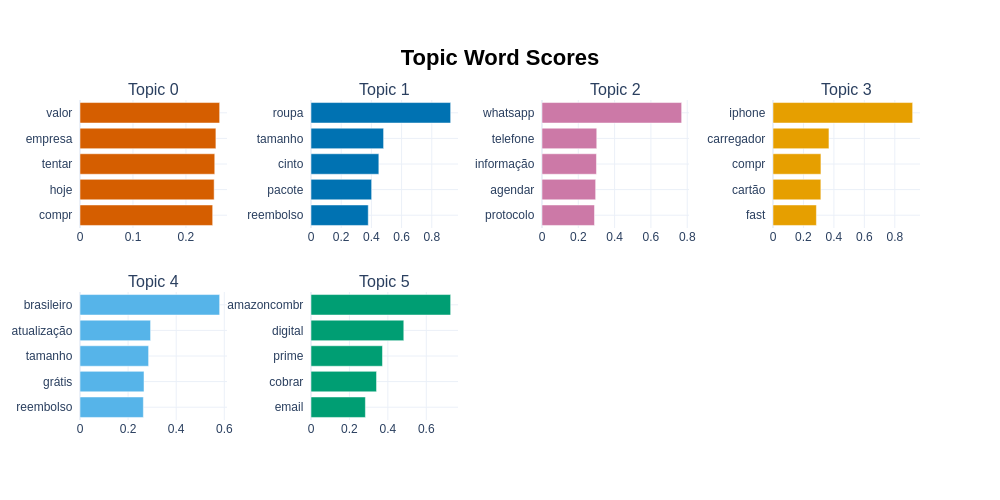 Topic Word Scores
Topic 0
valor
empresa
tentar
hoje
compr
0 0.1 0.2
Topic 1
roupa
tamanho
cinto
pacote
reembolso
0 0.2 0.4 0.6 0.8
Topic 2
whatsapp
telefone
informação
agendar
protocolo
0 0.2 0.4 0.6 0.8
Topic 3
iphone
carregador
compr
cartão
fast
0 0.2 0.4 0.6 0.8
Topic 4
brasileiro
atualização
tamanho
grátis
reembolso
0 0.2 0.4 0.6
Topic 5
amazoncombr
digital
prime
cobrar
email
0 0.2 0.4 0.6